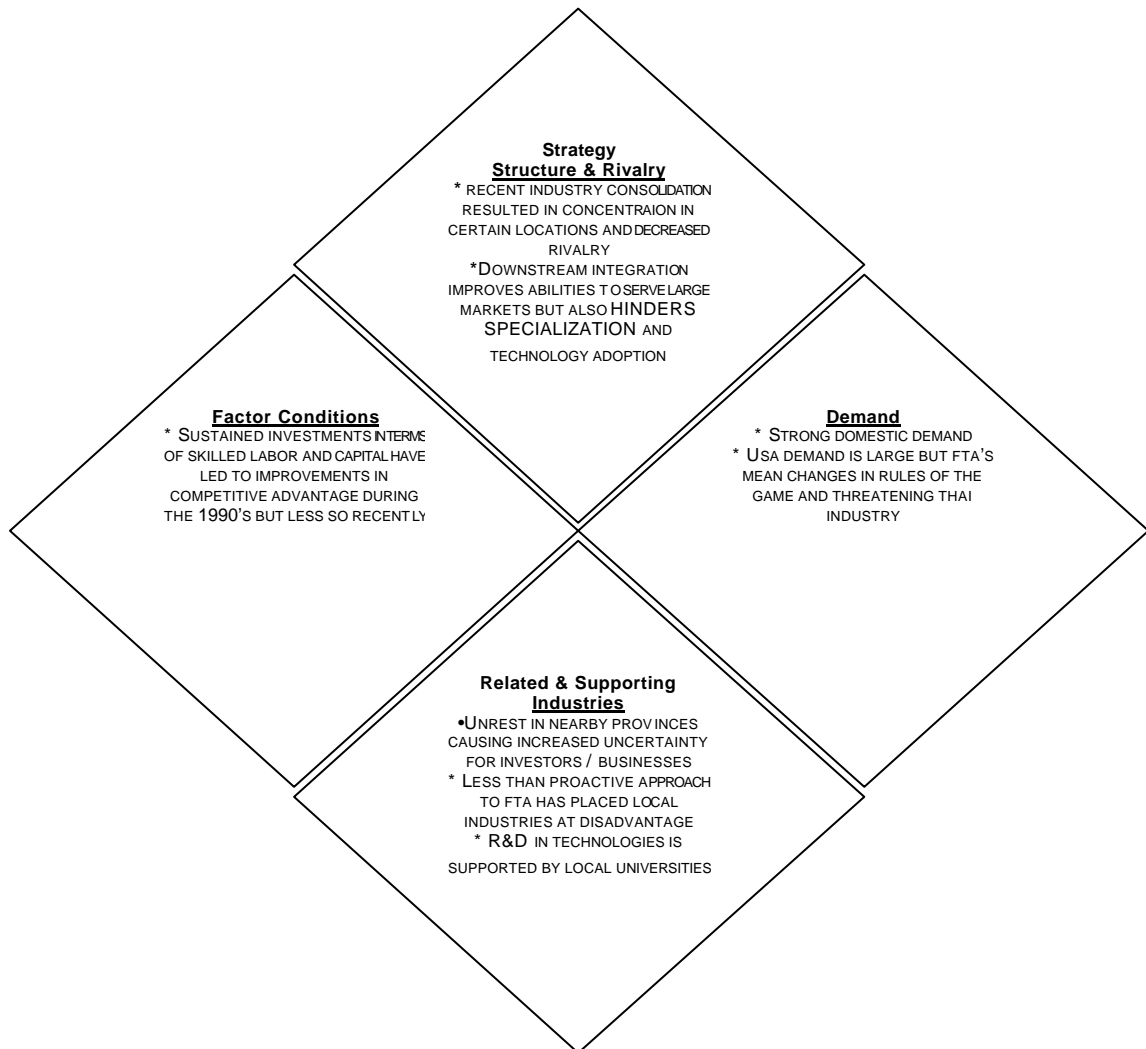 Strategy
Structure & Rivalry
* RECENT INDUSTRY CONSOLIDATION
RESULTED IN CONCENTRAION IN
CERTAIN LOCATIONS AND DECREASED
RIVALRY
*DOWNSTREAM INTEGRATION
IMPROVES ABILITIES TO SERVE LARGE
MARKETS BUT ALSO HINDERS
SPECIALIZATION AND
TECHNOLOGY ADOPTION
Factor Conditions
* SUSTAINED INVESTMENTS IN TERMS
OF SKILLED LABOR AND CAPITAL HAVE
LED TO IMPROVEMENTS IN
COMPETITIVE ADVANTAGE DURING
THE 1990'S BUT LESS SO RECENTLY
Demand
* STRONG DOMESTIC DEMAND
* USA DEMAND IS LARGE BUT FTA'S
MEAN CHANGES IN RULES OF THE
GAME AND THREATENING THAI
INDUSTRY
Related & Supporting
Industries
•UNREST IN NEARBY PROVINCES
CAUSING INCREASED UNCERTAINTY
FOR INVESTORS / BUSINESSES
* LESS THAN PROACTIVE APPROACH
TO FTA HAS PLACED LOCAL
INDUSTRIES AT DISADVANTAGE
* R&D IN TECHNOLOGIES IS
SUPPORTED BY LOCAL UNIVERSITIES